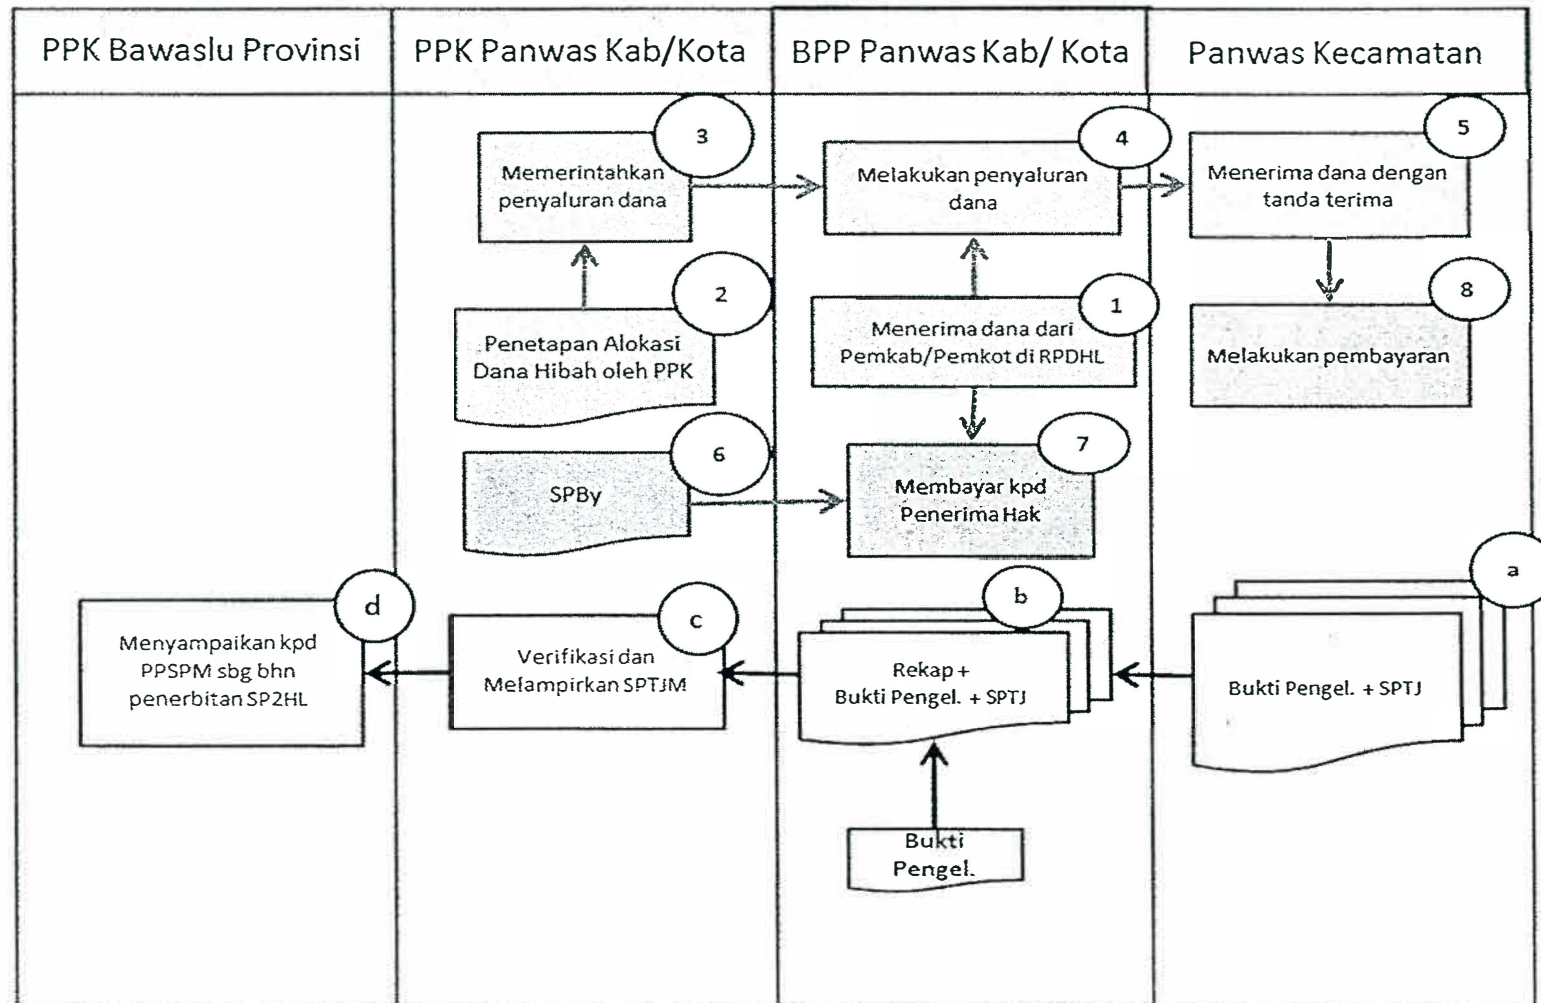 PPK Bawaslu Provinsi
PPK Panwas Kab/Kota
BPP Panwas Kab/ Kota
Panwas Kecamatan
3
Memerintahkan
penyaluran dana
4
Melakukan penyaluran
dana
5
Menerima dana dengan
tanda terima
2
Penetapan Alokasi
Dana Hibah oleh PPK
1
Menerima dana dari
Pemkab/Pemkot di RPDHL
8
Melakukan pembayaran
6
SPBy
7
Membayar kpd
Penerima Hak
d
Menyampaikan kpd
PPSPM sbg bhn
penerbitan SP2HL
c
Verifikasi dan
Melampirkan SPTJM
b
Rekap +
Bukti Pengel. + SPTJ
a
Bukti Pengel. + SPTJ
Bukti
Pengel.